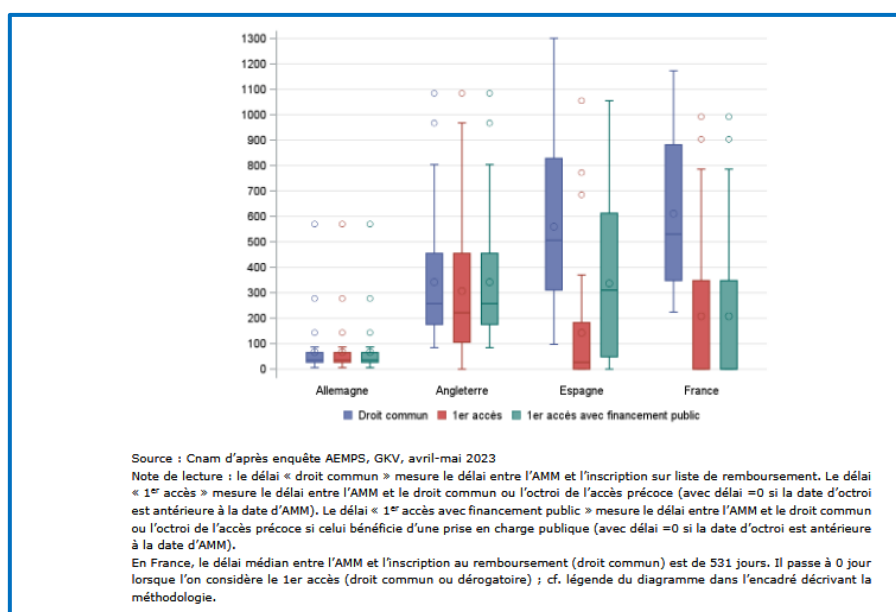 1300
1200
1100
1000
900
800
700
600
500
400
300
200
100
0
Allemagne Angleterre Espagne France
Droit commun 1er accès 1er accès avec financement public
Source : Cnam d'après enquête AEMPS, GKV, avril-mai 2023
Note de lecture : le délai « droit commun » mesure le délai entre l'AMM et l'inscription sur liste de remboursement. Le délai
« 1er accès » mesure le délai entre l'AMM et le droit commun ou l'octroi de l'accès précoce (avec délai =0 si la date d'octroi
est antérieure à la date d'AMM). Le délai « 1er accès avec financement public » mesure le délai entre l'AMM et le droit commun
ou l'octroi de l'accès précoce si celui bénéficie d'une prise en charge publique (avec délai =0 si la date d'octroi est antérieure
à la date d'AMM).
En France, le délai médian entre l'AMM et l'inscription au remboursement (droit commun) est de 531 jours. Il passe à 0 jour
lorsque l'on considère le 1er accès (droit commun ou dérogatoire) ; cf. légende du diagramme dans l'encadré décrivant la
méthodologie.